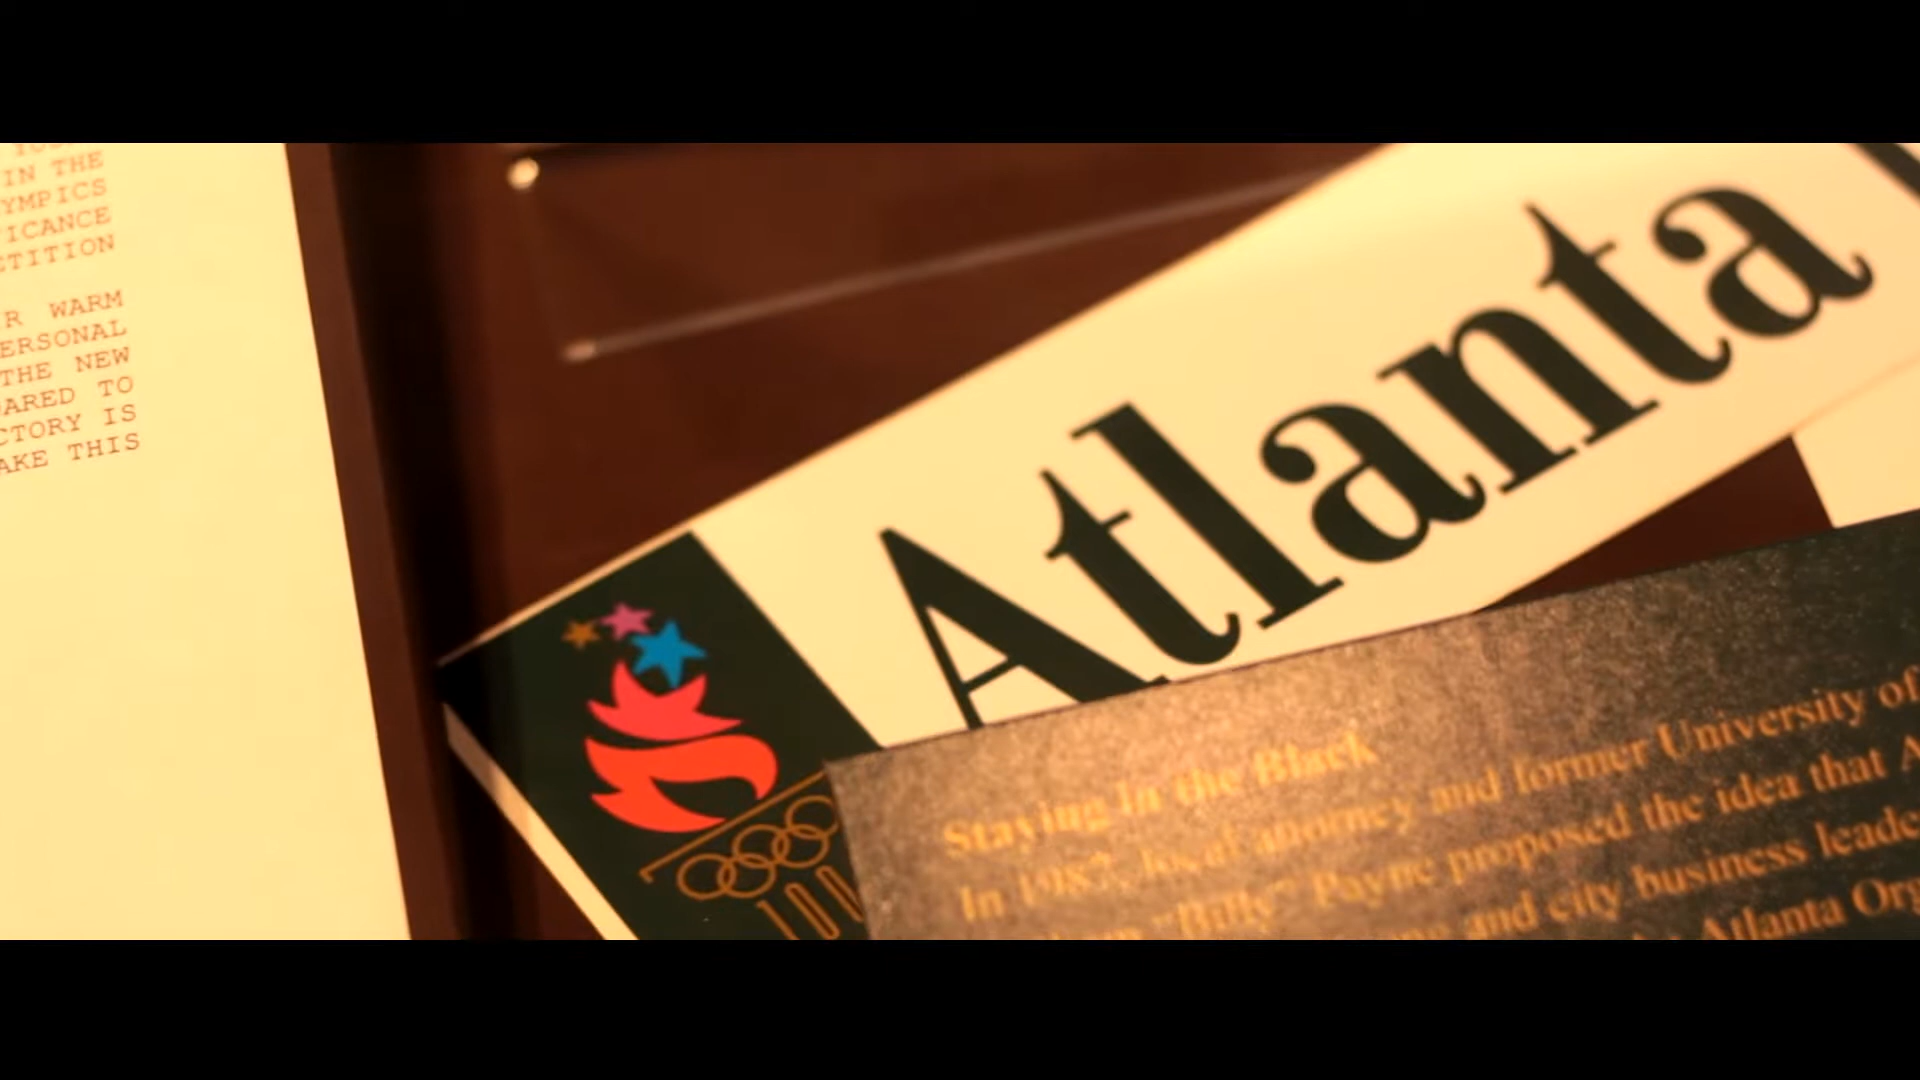 IN THE
YMPICS
ICANCE
ETITION
R WARM
ERSONAL
THE NEW
ARED TO
CTORY IS
AKE THIS
Atlanta
100
Staying In the Black
In 1987, local attorney and former University of
"Billy" Payne proposed the idea that A
and city business leade
Atlanta Org